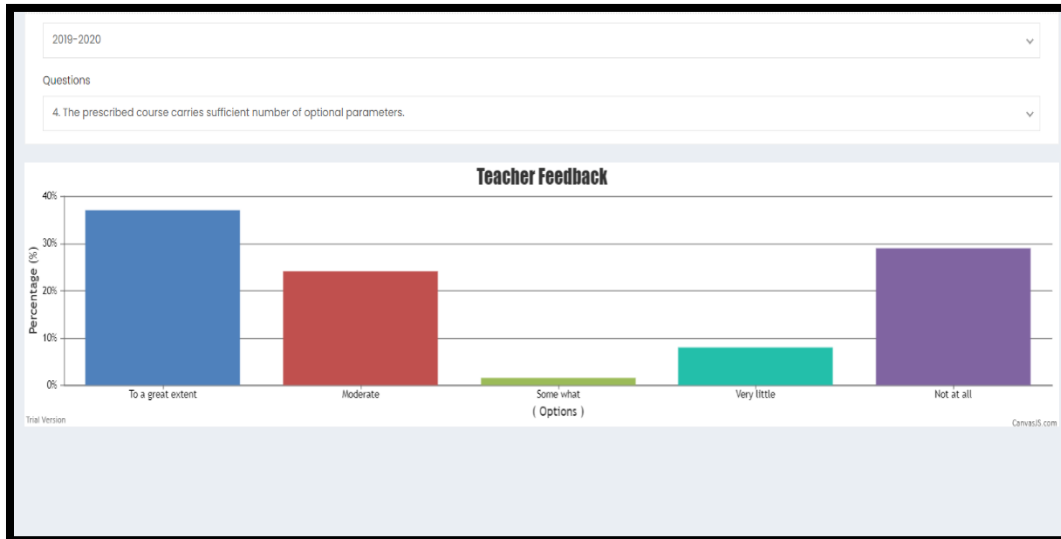 2019-2020
Questions
4. The prescribed course carries sufficient number of optional parameters.
Teacher Feedback
Percentage (%)
40%
30%
20%
10%
0%
To a great extent Moderate Some what Very little Not at all
( Options )
Trial Version CanvasJS.com